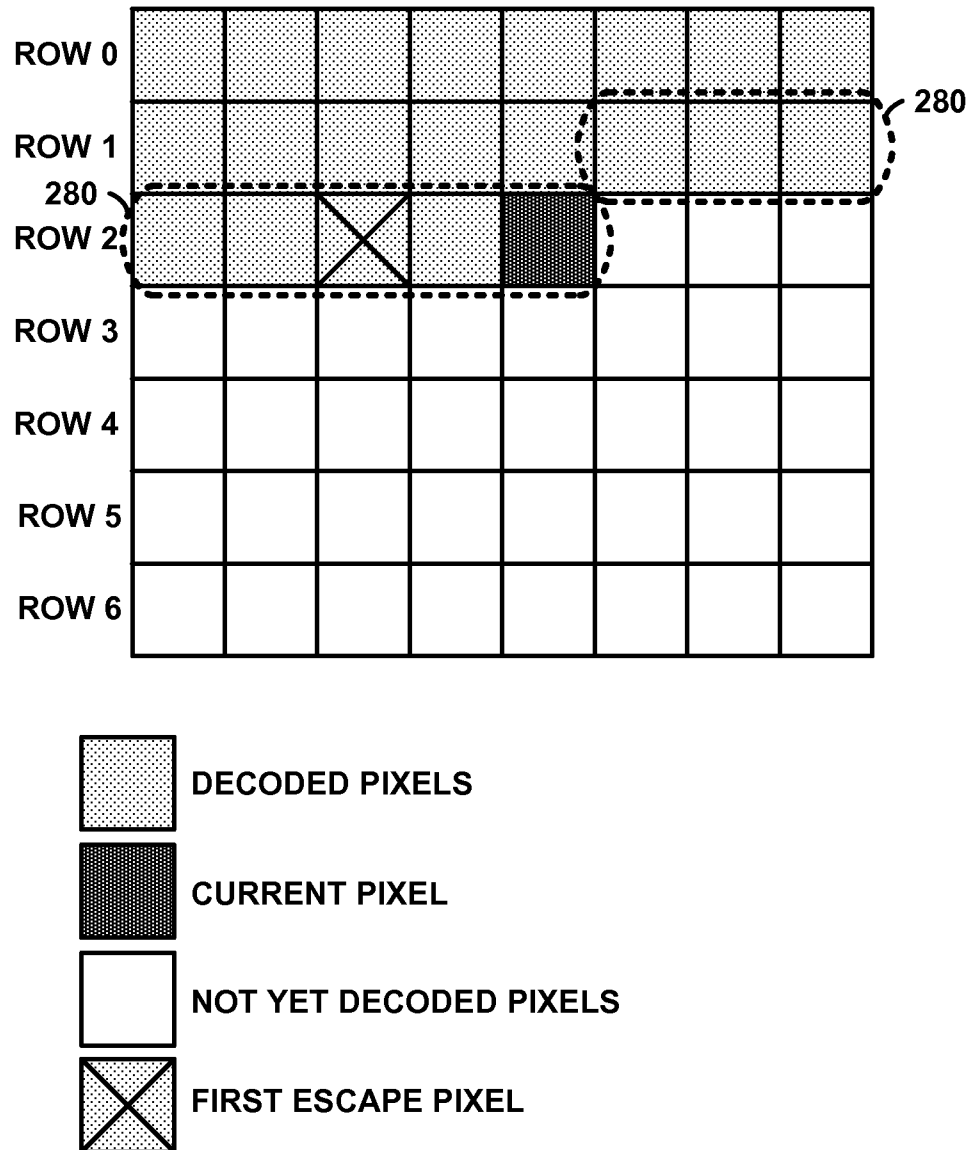 ROW 0
280
ROW 1
280
ROW 2
ROW 3
ROW 4
ROW 5
ROW 6
DECODED PIXELS
CURRENT PIXEL
NOT YET DECODED PIXELS
FIRST ESCAPE PIXEL